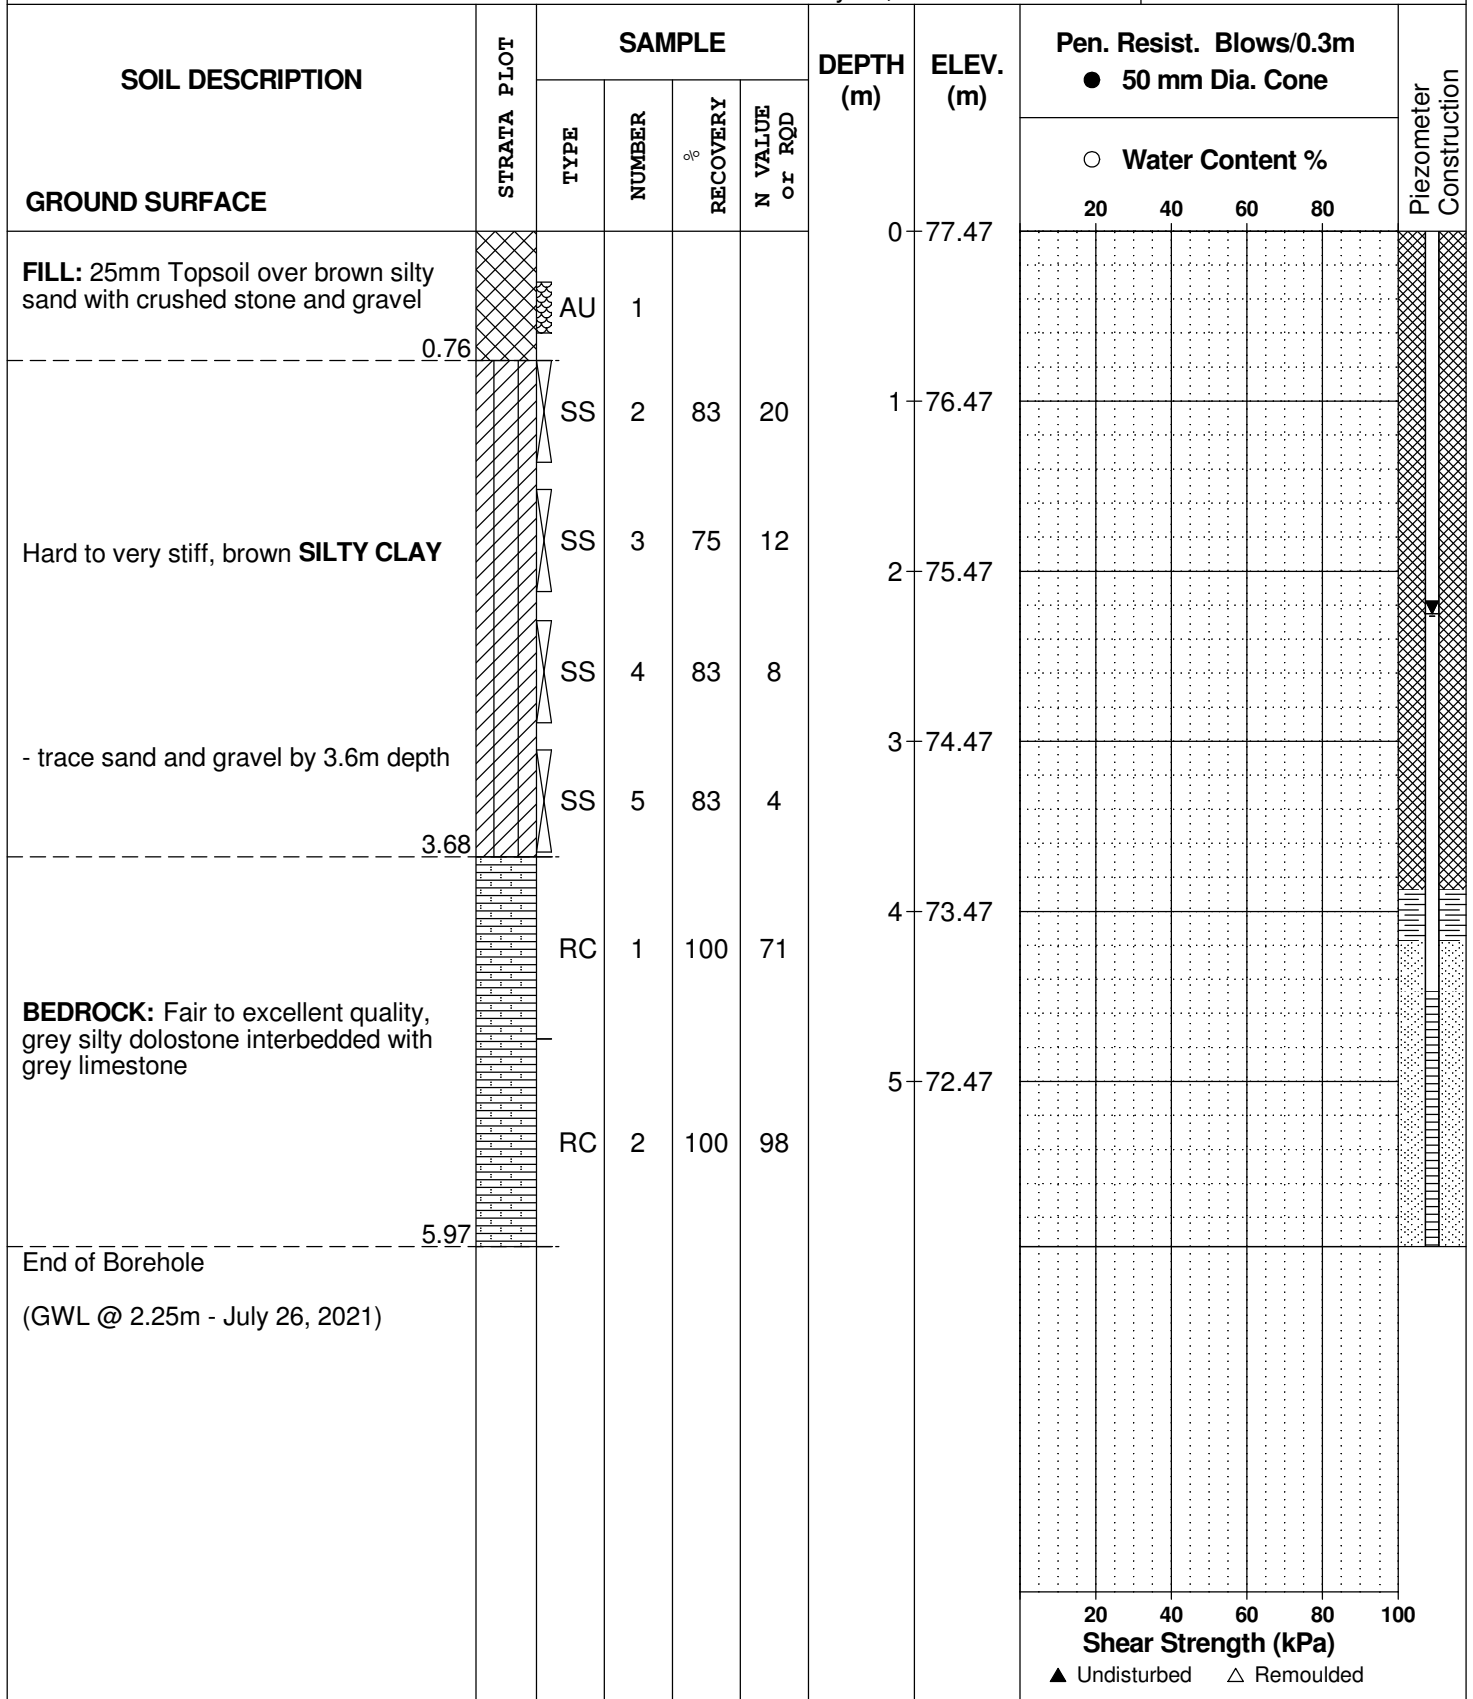 SOIL DESCRIPTION
GROUND SURFACE
STRATA PLOT
SAMPLE
TYPE
NUMBER
% RECOVERY
N VALUE or RQD
DEPTH (m)
ELEV. (m)
Pen. Resist. Blows/0.3m
● 50 mm Dia. Cone
○ Water Content %
20 40 60 80
Piezometer Construction
0 77.47
FILL: 25mm Topsoil over brown silty
sand with crushed stone and gravel
0.76
AU 1
SS 2 83 20
1 76.47
SS 3 75 12
Hard to very stiff, brown SILTY CLAY
2 75.47
SS 4 83 8
3 74.47
- trace sand and gravel by 3.6m depth
SS 5 83 4
3.68
4 73.47
RC 1 100 71
BEDROCK: Fair to excellent quality,
grey silty dolostone interbedded with
grey limestone
5 72.47
RC 2 100 98
5.97
End of Borehole
(GWL @ 2.25m - July 26, 2021)
20 40 60 80 100
Shear Strength (kPa)
▲ Undisturbed △ Remoulded